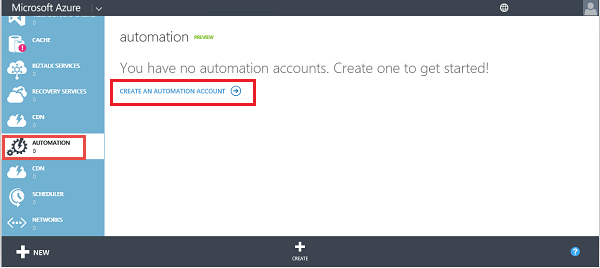 Microsoft Azure
CACHE
BIZTALK SERVICES
0
RECOVERY SERVICES
0
CDN
0
AUTOMATION
0
CDN
0
SCHEDULER
0
NETWORKS
0
automation PREVIEW
You have no automation accounts. Create one to get started!
CREATE AN AUTOMATION ACCOUNT
NEW
CREATE
?